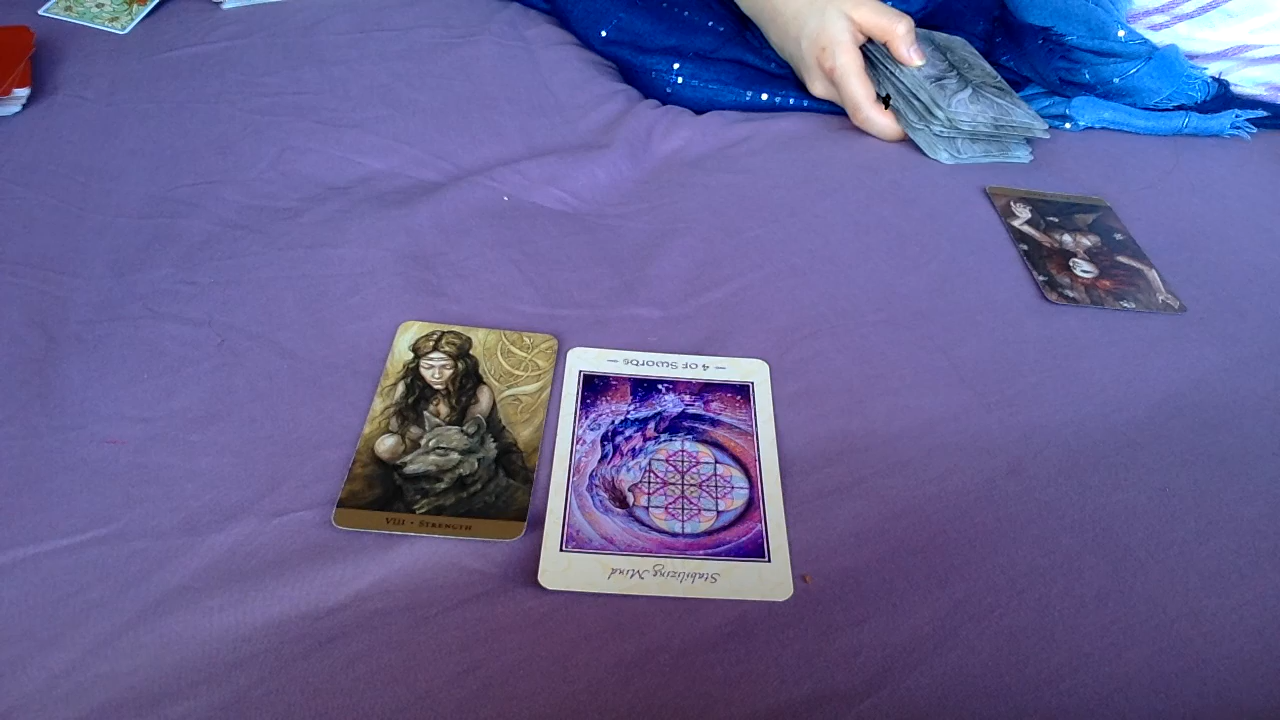 VIII • STRENGTH
— 4 OF SWORDS —
Stabilizing Mind